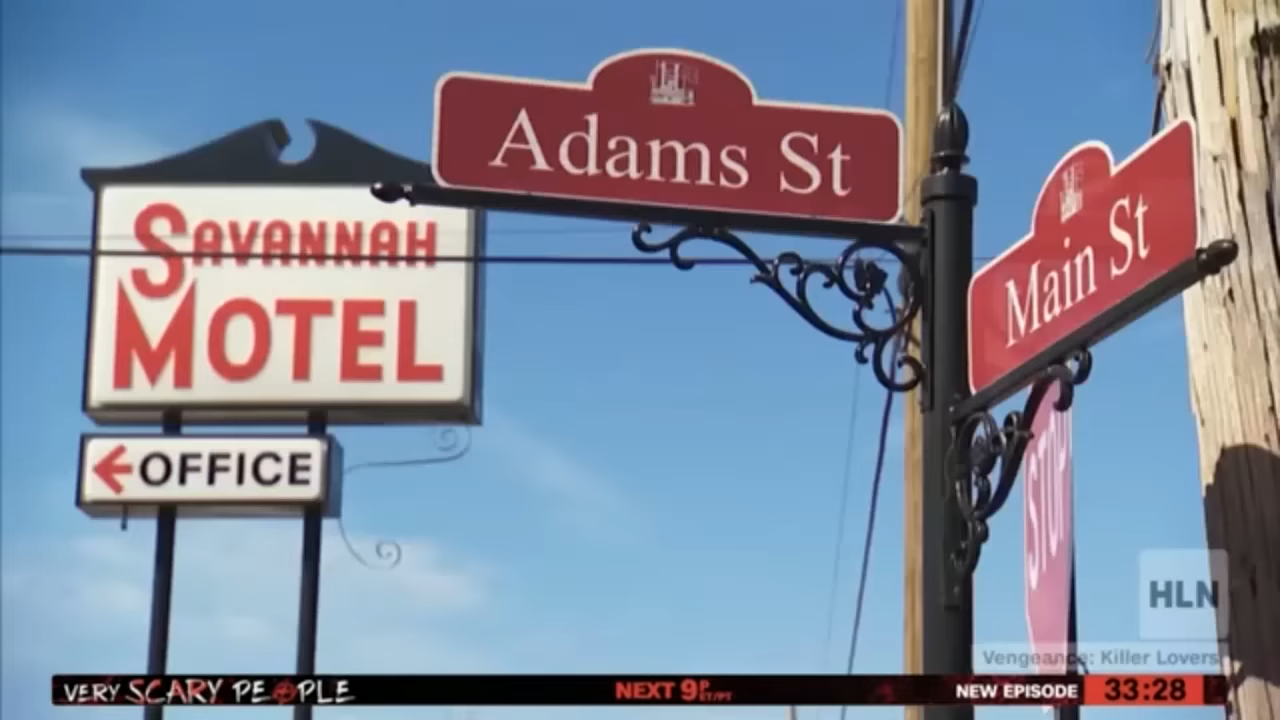 Adams St
Main St
SAVANNAH
MOTEL
OFFICE
STOP
HLN
Vengeance: Killer Lovers
VERY SCARY PEOPLE
NEXT 9P ET/PT
NEW EPISODE
33:28